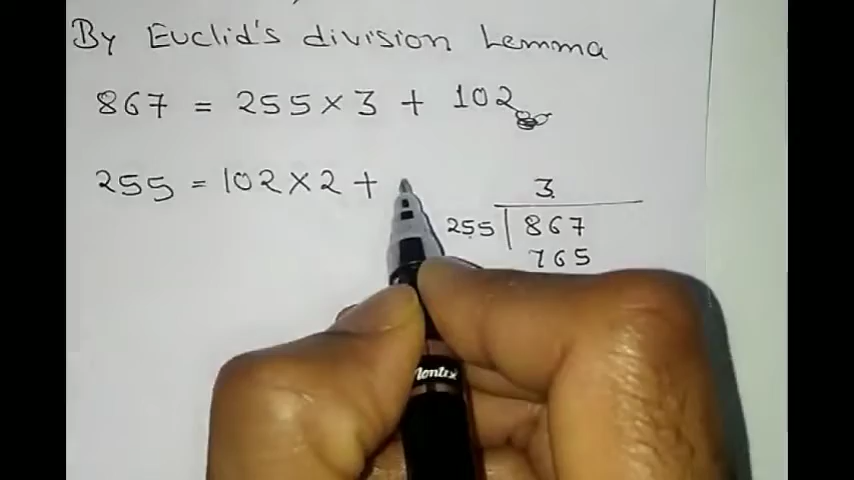 By Euclid's division Lemma
867 = 255 × 3 + 102
255 = 102 × 2 +
3
255 | 867
765
Montex